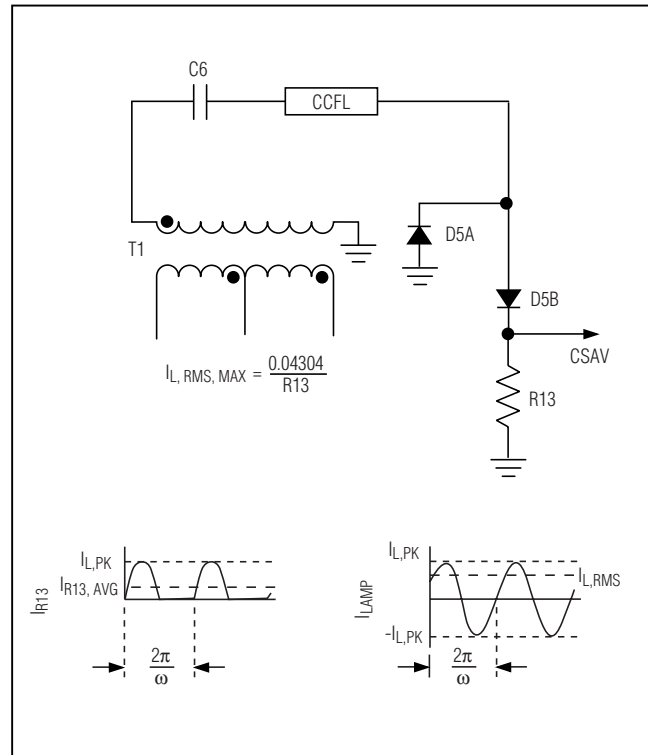 C6
CCFL
D5A
T1
D5B
CSAV
I_L, RMS, MAX = 0.04304 / R13
R13
I_L,PK
I_R13, AVG
I_R13
2π / ω
I_L,PK
I_L,RMS
I_LAMP
-I_L,PK
2π / ω